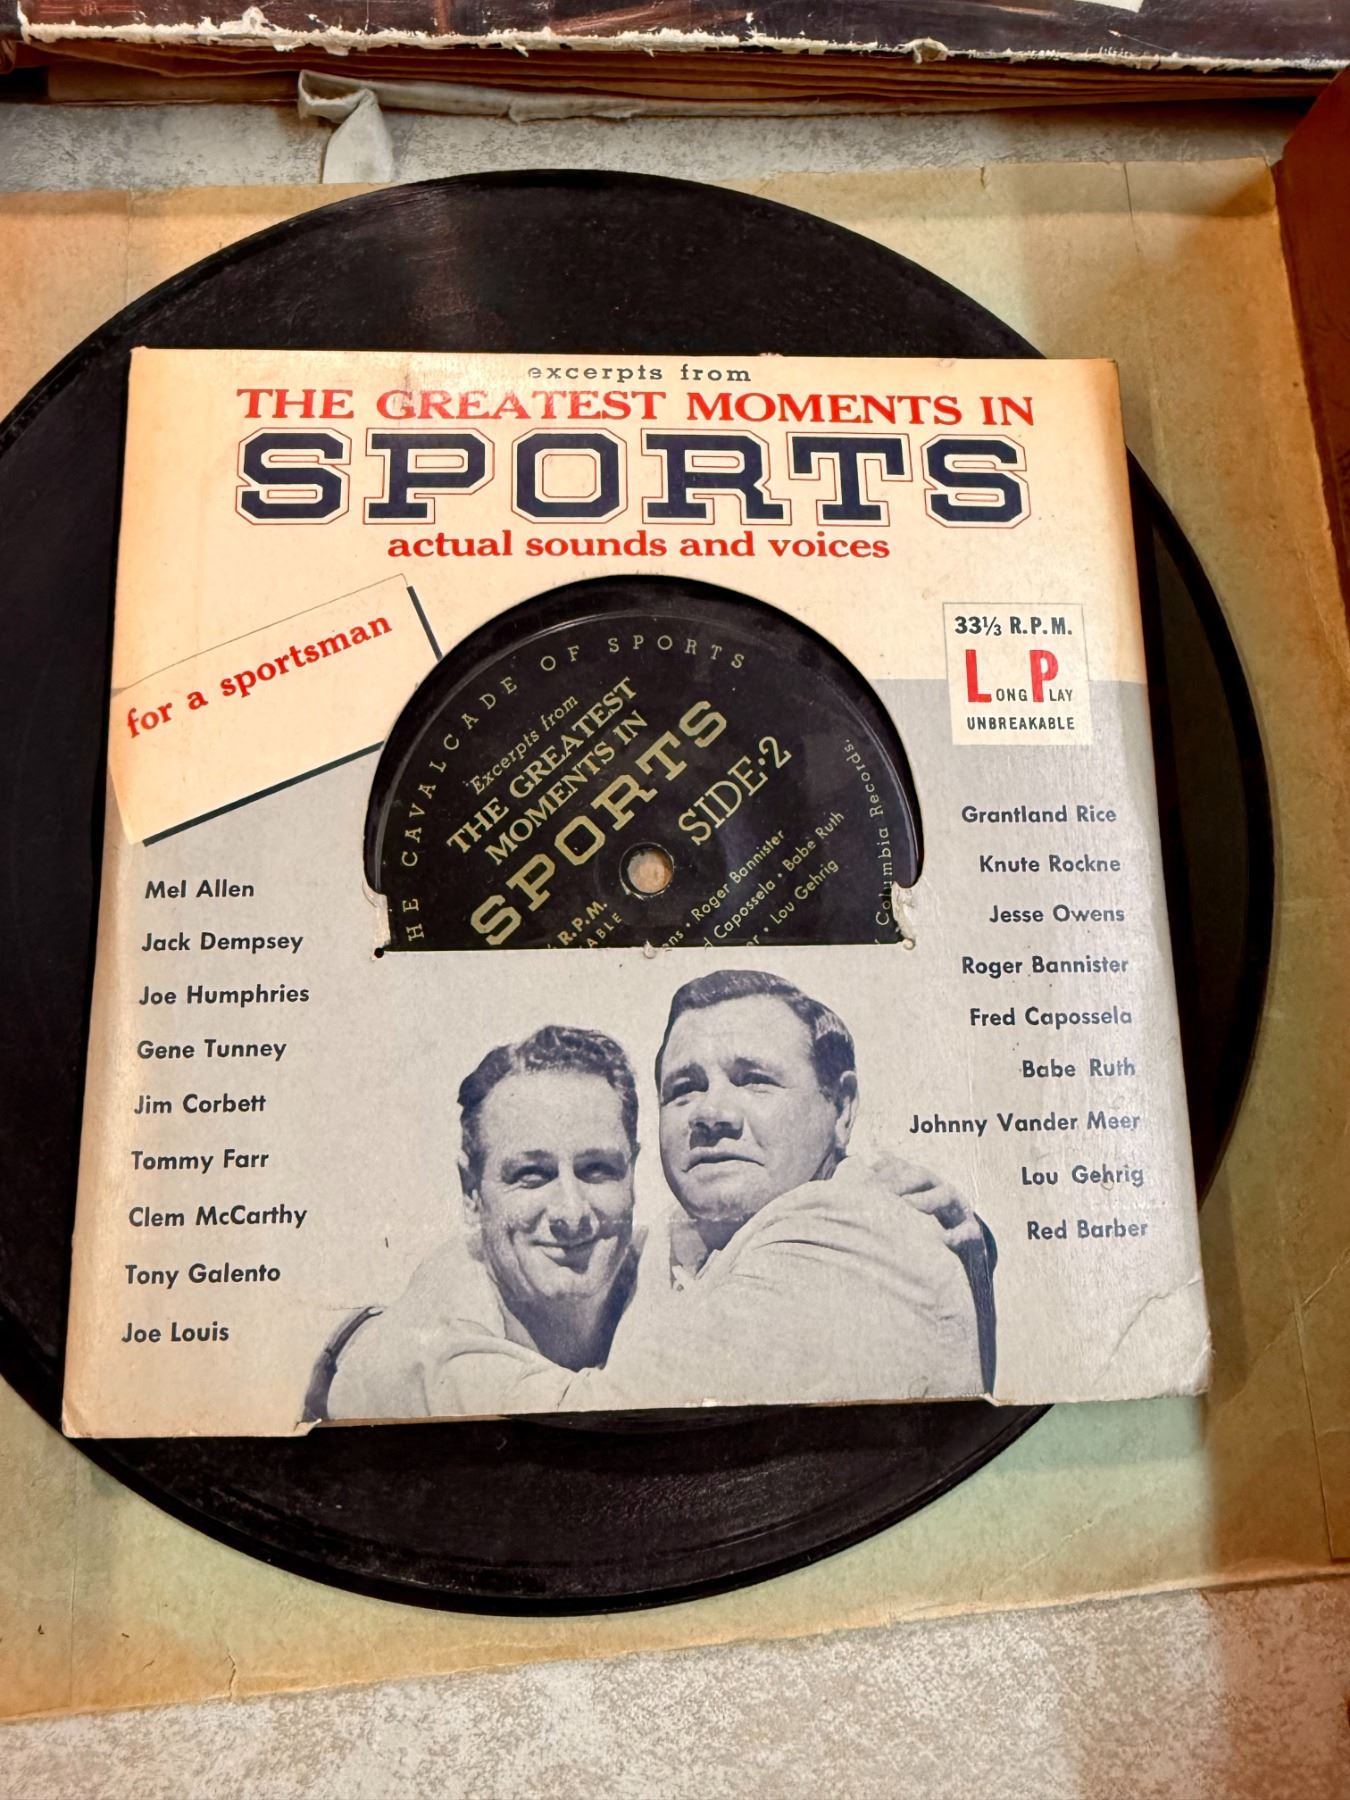 excerpts from
THE GREATEST MOMENTS IN
SPORTS
actual sounds and voices
for a sportsman
33⅓ R.P.M.
LONG PLAY
UNBREAKABLE
THE CAVALCADE OF SPORTS
Excerpts from
THE GREATEST
MOMENTS IN
SPORTS
SIDE·2
R.P.M.
Roger Bannister
Capossela • Babe Ruth
• Lou Gehrig
Columbia Records.
Mel Allen
Jack Dempsey
Joe Humphries
Gene Tunney
Jim Corbett
Tommy Farr
Clem McCarthy
Tony Galento
Joe Louis
Grantland Rice
Knute Rockne
Jesse Owens
Roger Bannister
Fred Capossela
Babe Ruth
Johnny Vander Meer
Lou Gehrig
Red Barber